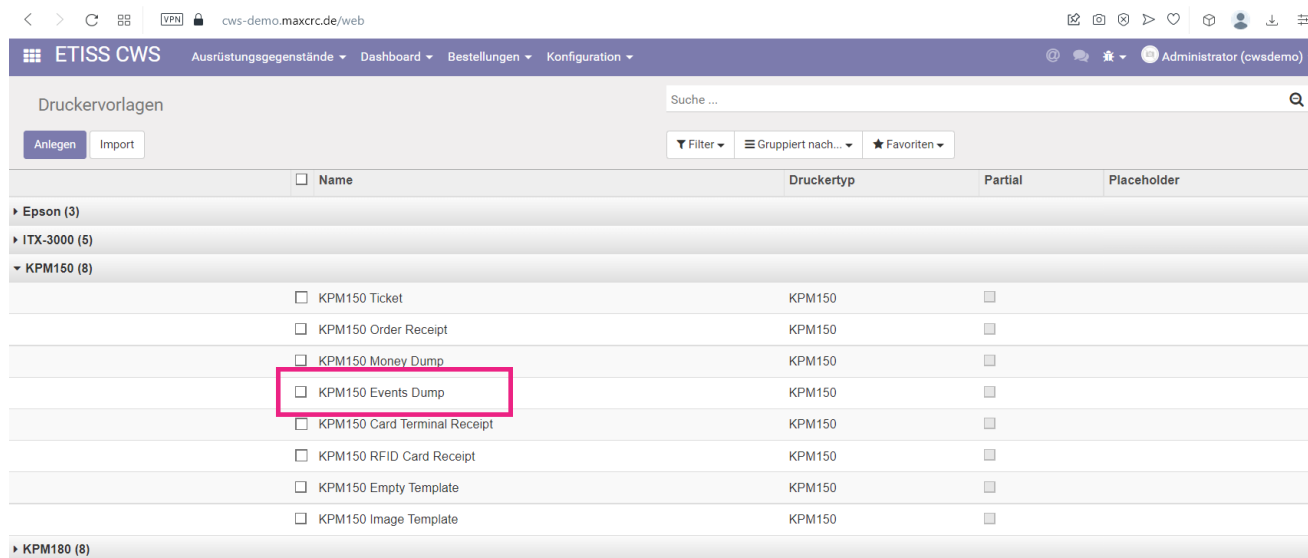 VPN cws-demo.maxcrc.de/web
ETISS CWS Ausrüstungsgegenstände Dashboard Bestellungen Konfiguration @ Administrator (cwsdemo)
Druckervorlagen Suche ...
Anlegen Import Filter Gruppiert nach... Favoriten
Name Druckertyp Partial Placeholder
Epson (3)
ITX-3000 (5)
KPM150 (8)
KPM150 Ticket KPM150
KPM150 Order Receipt KPM150
KPM150 Money Dump KPM150
KPM150 Events Dump KPM150
KPM150 Card Terminal Receipt KPM150
KPM150 RFID Card Receipt KPM150
KPM150 Empty Template KPM150
KPM150 Image Template KPM150
KPM180 (8)